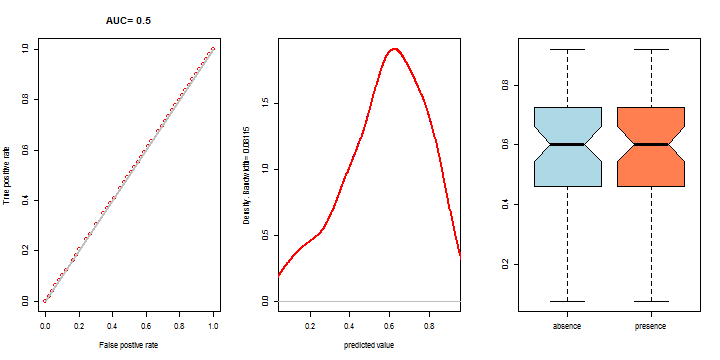 AUC= 0.5
True positive rate
0.0 0.2 0.4 0.6 0.8 1.0
0.0 0.2 0.4 0.6 0.8 1.0
False postive rate
Density. Bandwidth= 0.08115
0.0 0.5 1.0 1.5
0.2 0.4 0.6 0.8
predicted value
0.2 0.4 0.6 0.8
absence presence